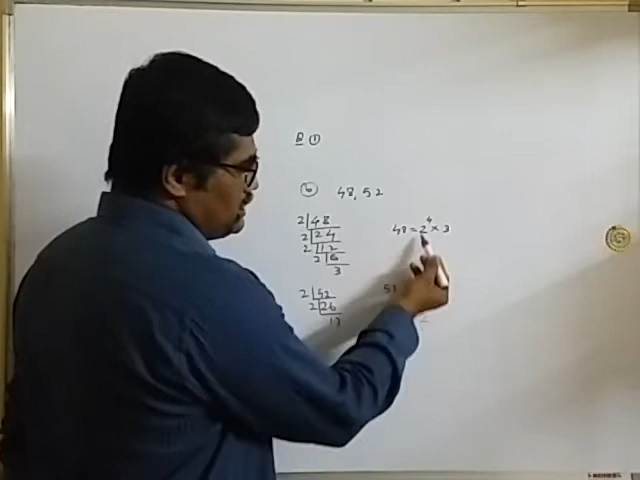 Q ①
ⓑ 48, 52
2|48
2|24
2|12
2|6
3
48 = 2⁴ × 3
2|52
2|26
13